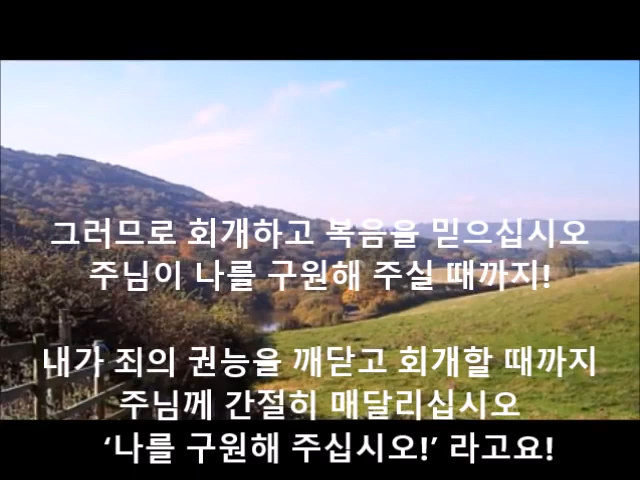 그러므로 회개하고 복음을 믿으십시오
주님이 나를 구원해 주실 때까지!
내가 죄의 권능을 깨닫고 회개할 때까지
주님께 간절히 매달리십시오
‘나를 구원해 주십시오!’ 라고요!